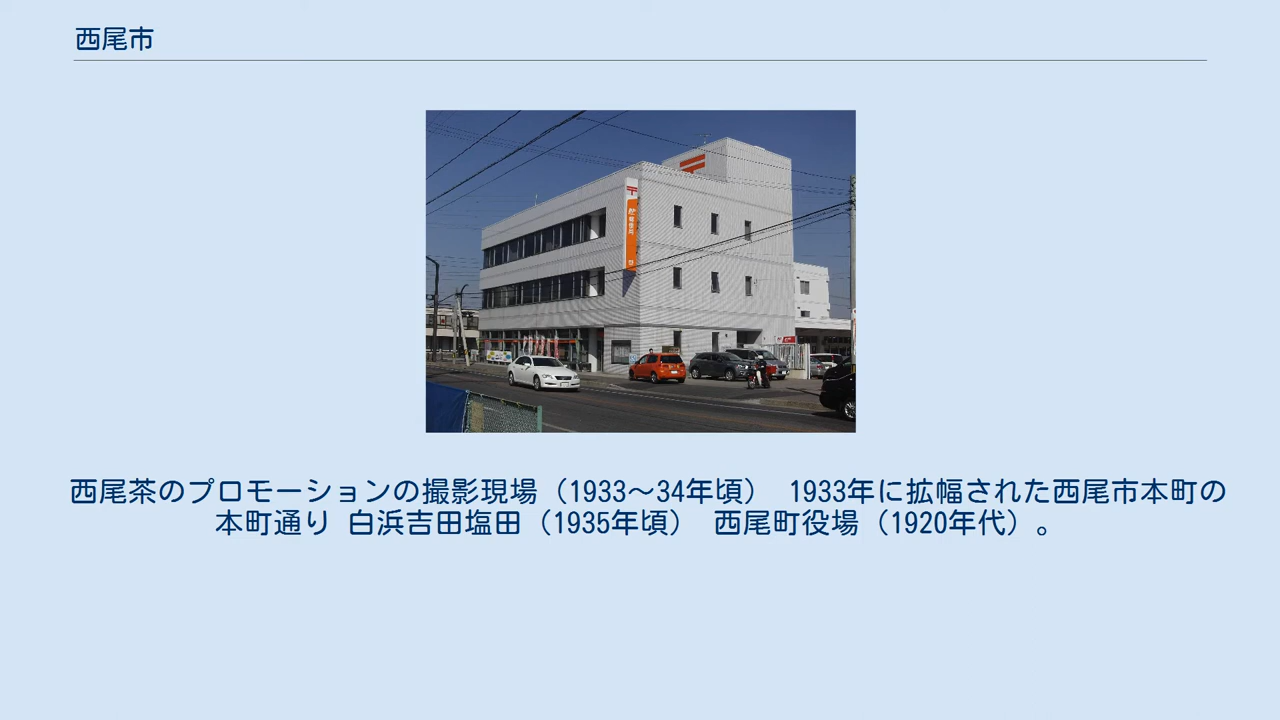 西尾市
西尾茶のプロモーションの撮影現場（1933〜34年頃） 1933年に拡幅された西尾市本町の
本町通り 白浜吉田塩田（1935年頃） 西尾町役場（1920年代）。